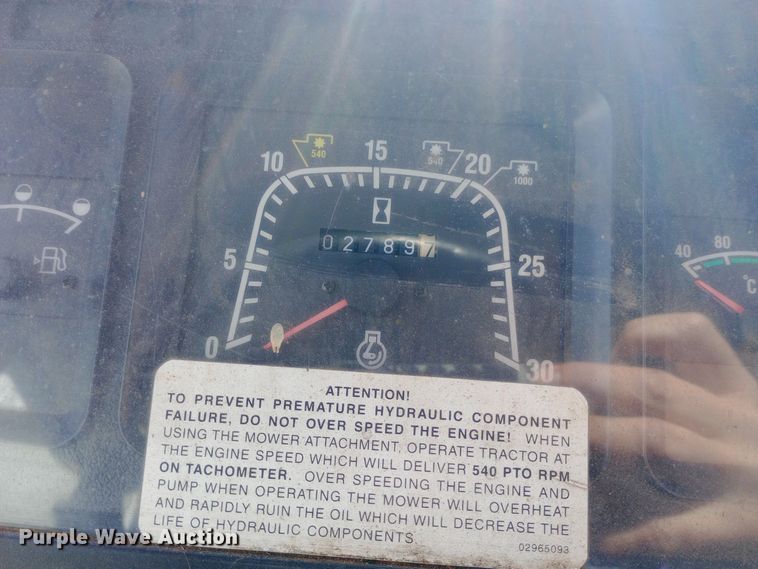 540
540
1000
0
5
10
15
20
25
30
02789
40
80
°C
ATTENTION!
TO PREVENT PREMATURE HYDRAULIC COMPONENT
FAILURE, DO NOT OVER SPEED THE ENGINE! WHEN
USING THE MOWER ATTACHMENT, OPERATE TRACTOR AT
THE ENGINE SPEED WHICH WILL DELIVER 540 PTO RPM
ON TACHOMETER. OVER SPEEDING THE ENGINE AND
PUMP WHEN OPERATING THE MOWER WILL OVERHEAT
AND RAPIDLY RUIN THE OIL WHICH WILL DECREASE THE
LIFE OF HYDRAULIC COMPONENTS.
02965093
Purple Wave Auction